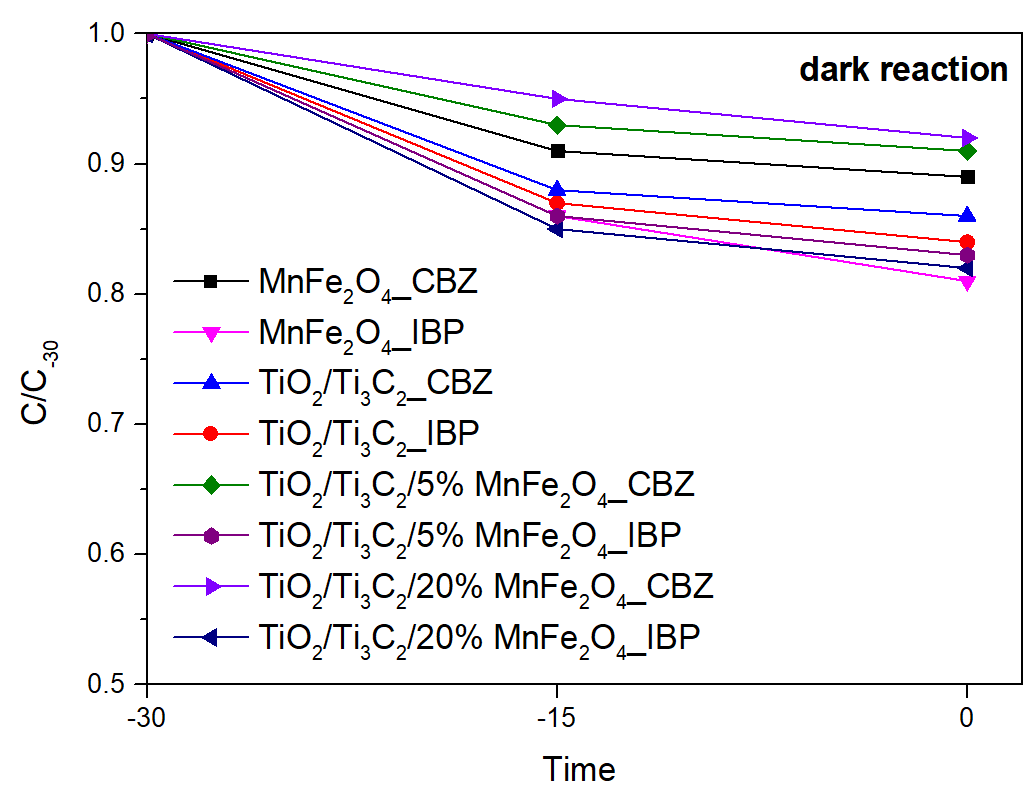 1.0
dark reaction
0.9
0.8
0.7
0.6
0.5
C/C₋₃₀
MnFe₂O₄_CBZ
MnFe₂O₄_IBP
TiO₂/Ti₃C₂_CBZ
TiO₂/Ti₃C₂_IBP
TiO₂/Ti₃C₂/5% MnFe₂O₄_CBZ
TiO₂/Ti₃C₂/5% MnFe₂O₄_IBP
TiO₂/Ti₃C₂/20% MnFe₂O₄_CBZ
TiO₂/Ti₃C₂/20% MnFe₂O₄_IBP
-30 -15 0
Time